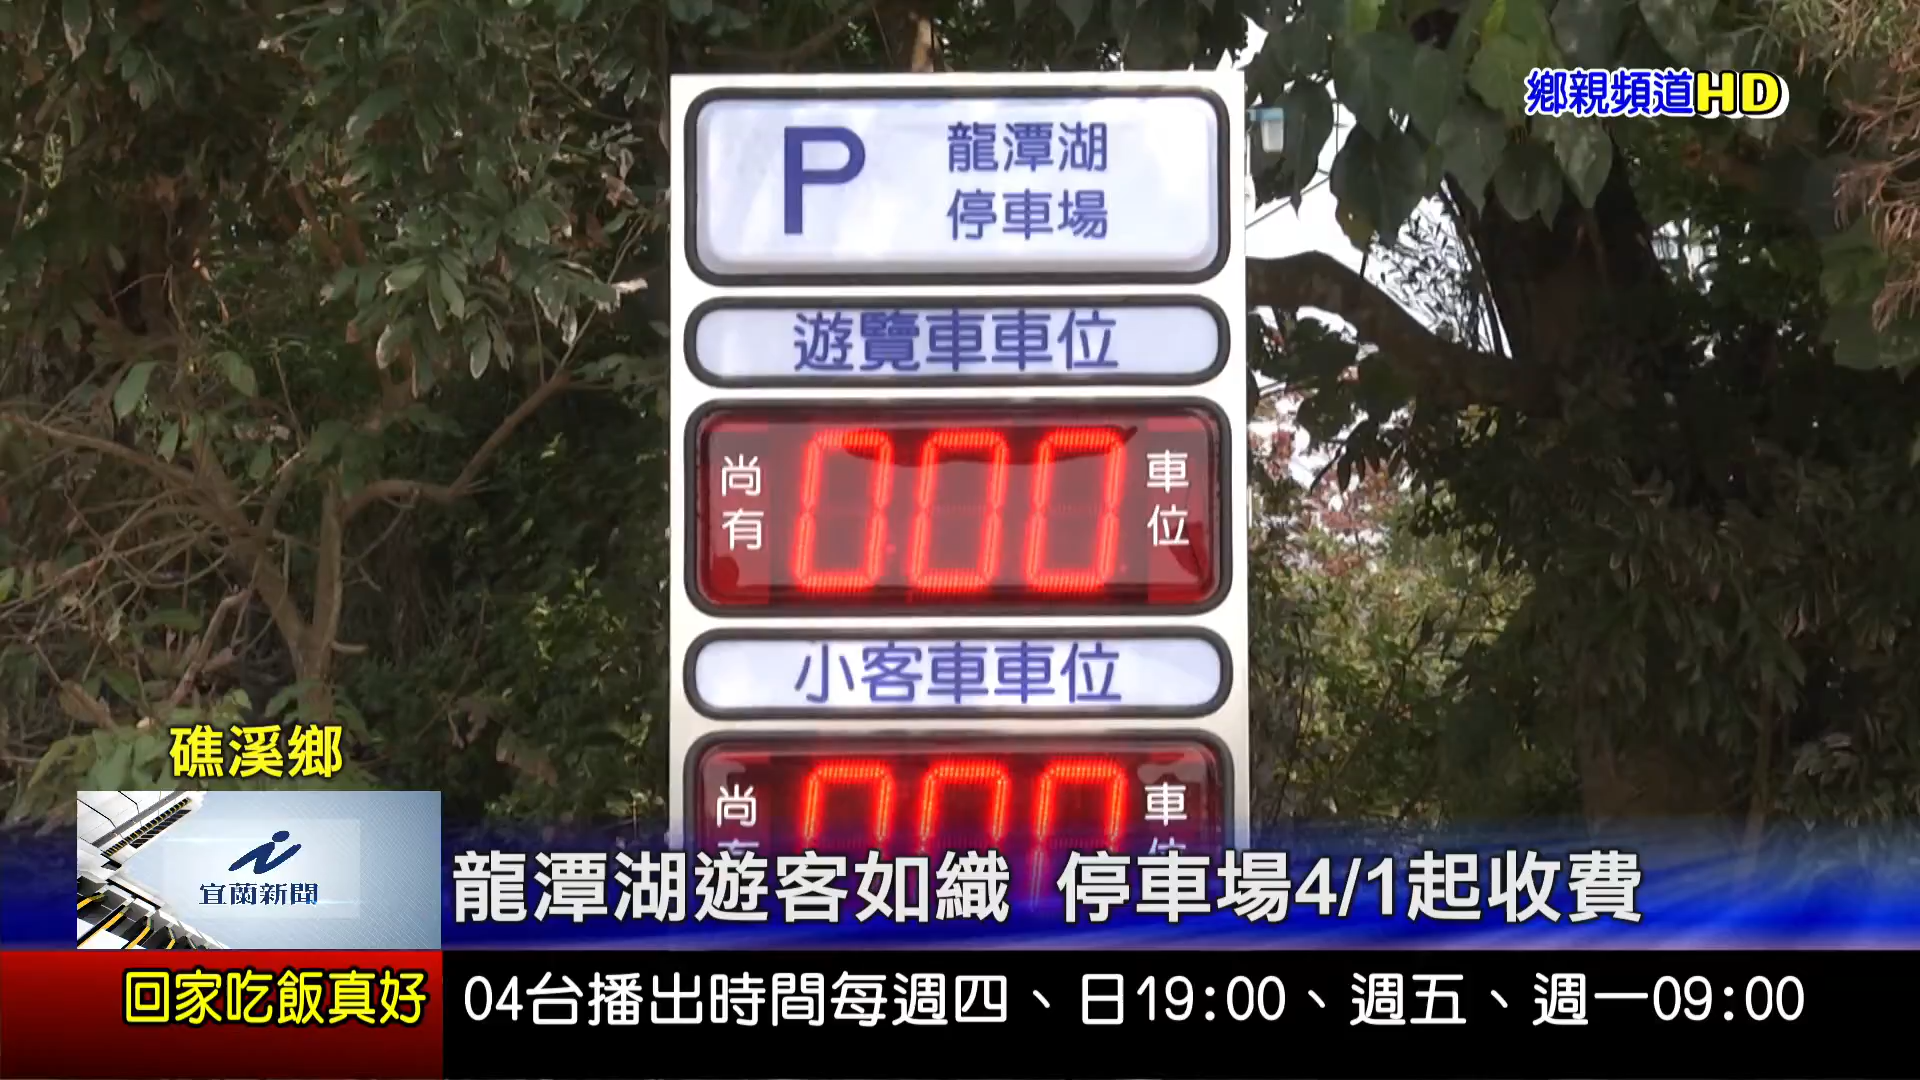 鄉親頻道HD
P
龍潭湖
停車場
遊覽車車位
尚有
000
車位
小客車車位
尚
000
車
礁溪鄉
宜蘭新聞
龍潭湖遊客如織 停車場4/1起收費
回家吃飯真好
04台播出時間每週四、日19:00、週五、週一09:00